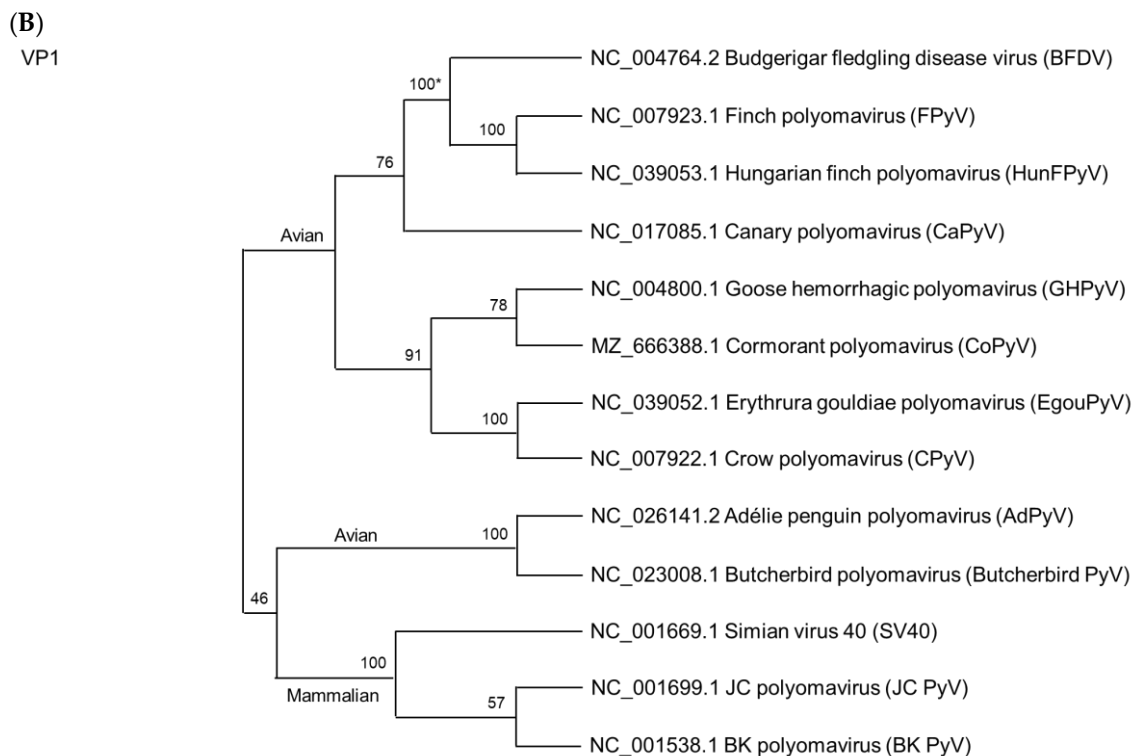 (B)
VP1
NC_004764.2 Budgerigar fledgling disease virus (BFDV)
100*
NC_007923.1 Finch polyomavirus (FPyV)
100
76
NC_039053.1 Hungarian finch polyomavirus (HunFPyV)
NC_017085.1 Canary polyomavirus (CaPyV)
Avian
NC_004800.1 Goose hemorrhagic polyomavirus (GHPyV)
78
MZ_666388.1 Cormorant polyomavirus (CoPyV)
91
NC_039052.1 Erythrura gouldiae polyomavirus (EgouPyV)
100
NC_007922.1 Crow polyomavirus (CPyV)
NC_026141.2 Adélie penguin polyomavirus (AdPyV)
Avian
100
NC_023008.1 Butcherbird polyomavirus (Butcherbird PyV)
46
NC_001669.1 Simian virus 40 (SV40)
100
Mammalian
NC_001699.1 JC polyomavirus (JC PyV)
57
NC_001538.1 BK polyomavirus (BK PyV)